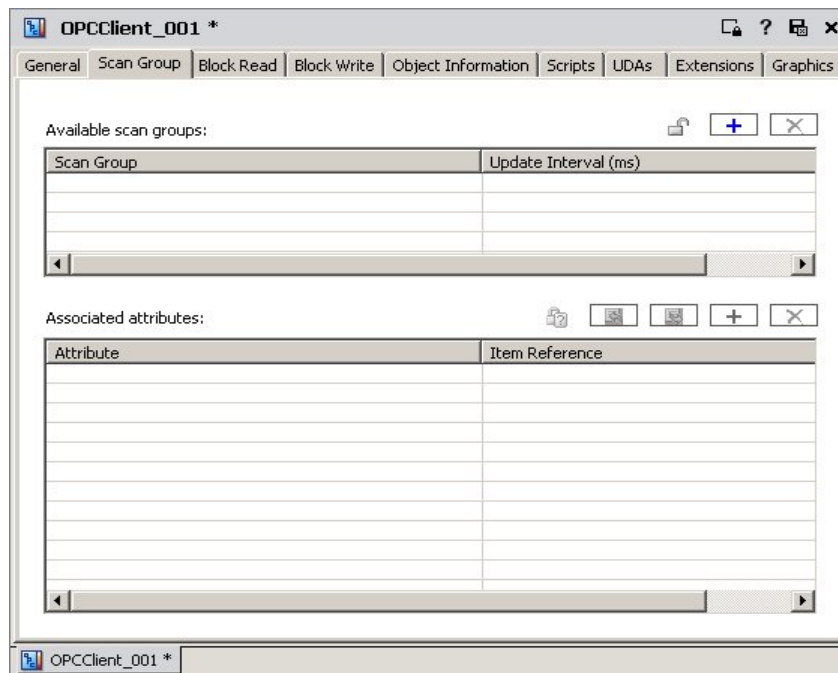 OPCClient_001 *
General Scan Group Block Read Block Write Object Information Scripts UDAs Extensions Graphics
Available scan groups:
Scan Group Update Interval (ms)
Associated attributes:
Attribute Item Reference
OPCClient_001 *